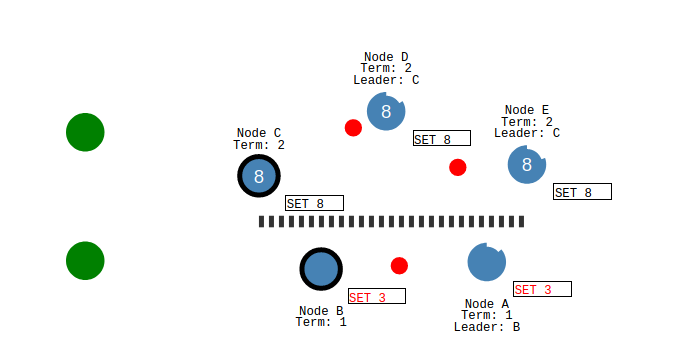 Node D
Term: 2
Leader: C
8
SET 8
Node E
Term: 2
Leader: C
8
SET 8
Node C
Term: 2
8
SET 8
Node B
Term: 1
SET 3
Node A
Term: 1
Leader: B
SET 3